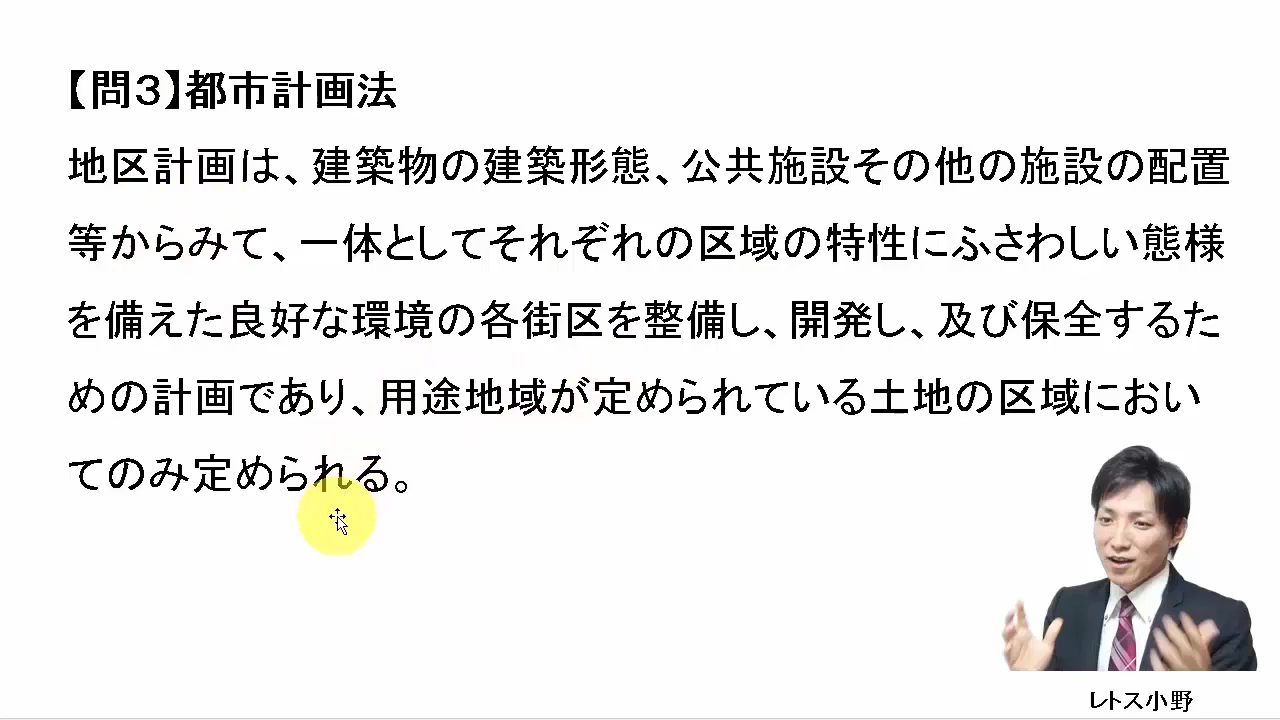 【問３】都市計画法
地区計画は、建築物の建築形態、公共施設その他の施設の配置
等からみて、一体としてそれぞれの区域の特性にふさわしい態様
を備えた良好な環境の各街区を整備し、開発し、及び保全するた
めの計画であり、用途地域が定められている土地の区域におい
てのみ定められる。
レトス小野